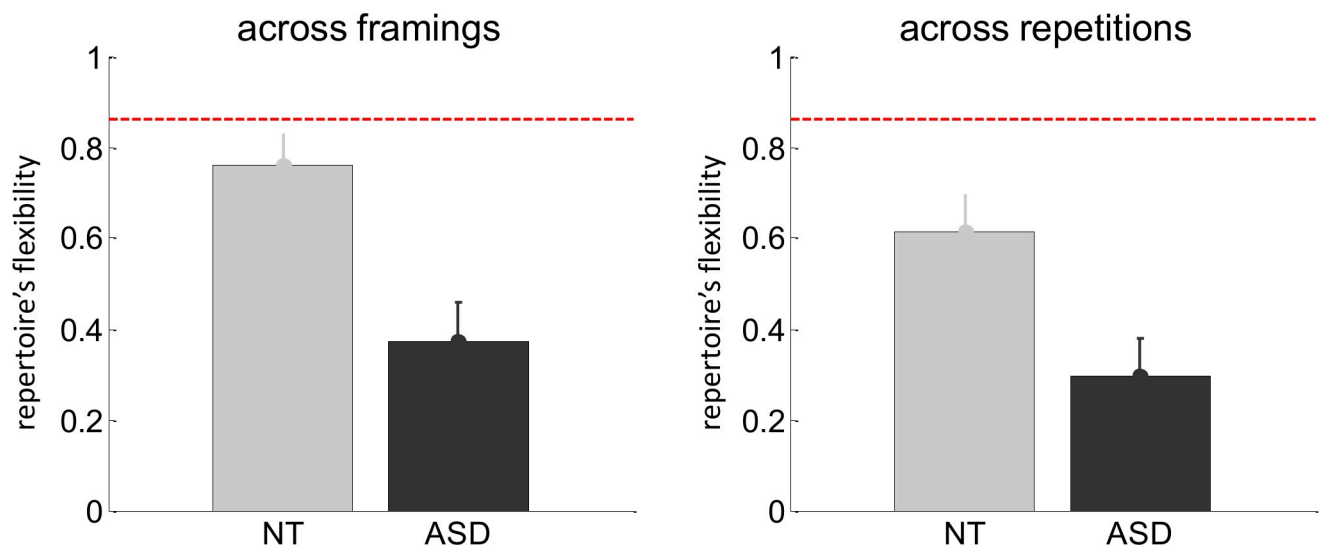 across framings
repertoire's flexibility
1
0.8
0.6
0.4
0.2
0
NT
ASD
across repetitions
repertoire's flexibility
1
0.8
0.6
0.4
0.2
0
NT
ASD